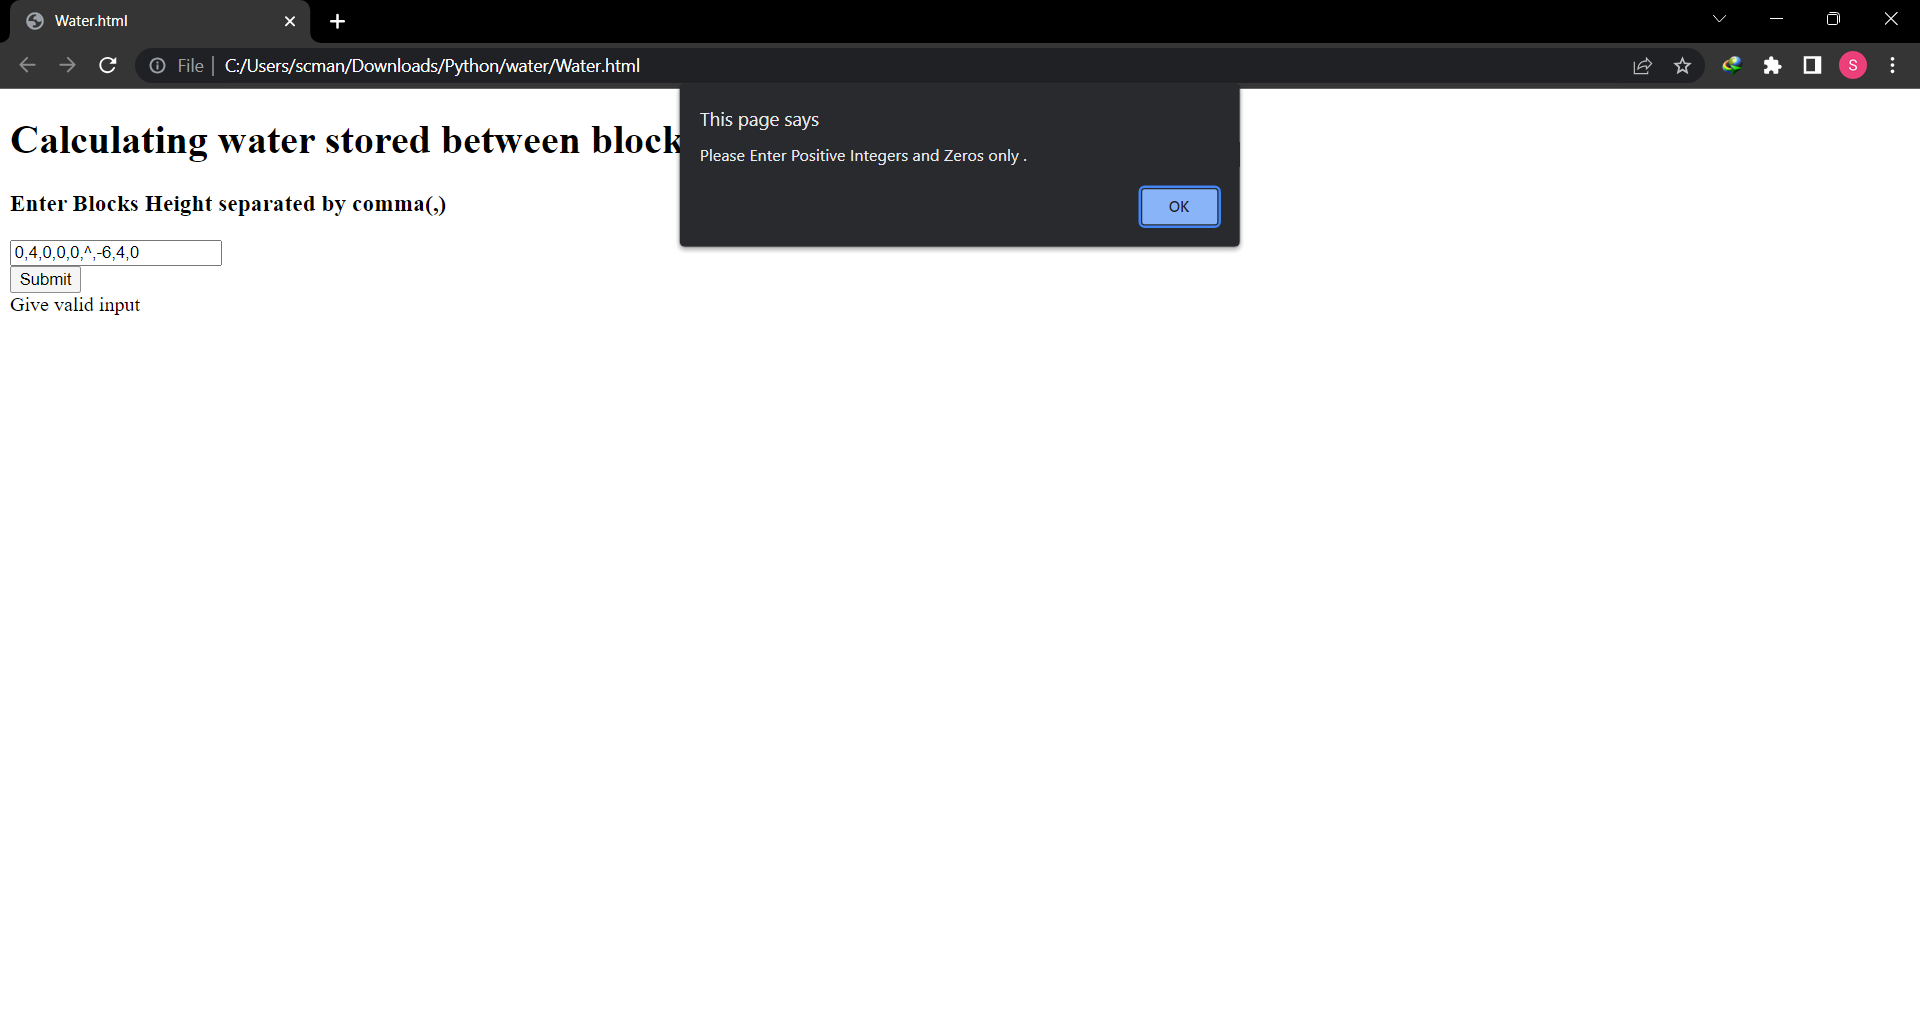 Water.html
File
C:/Users/scman/Downloads/Python/water/Water.html
S
This page says
Please Enter Positive Integers and Zeros only .
OK
Calculating water stored between block
Enter Blocks Height separated by comma(,)
0,4,0,0,0,^,-6,4,0
Submit
Give valid input